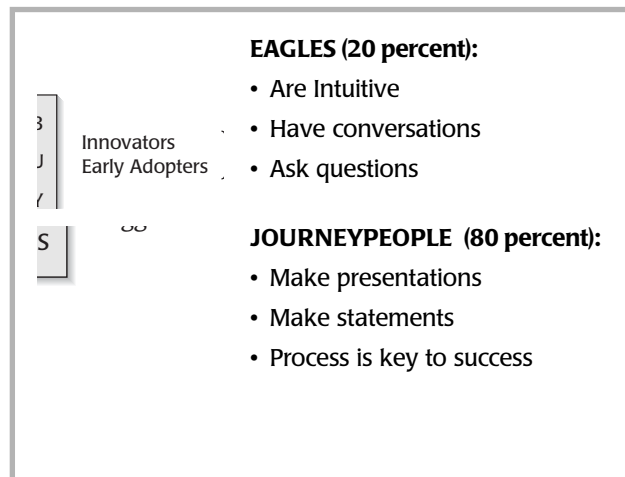 EAGLES (20 percent):
• Are Intuitive
• Have conversations
• Ask questions
Innovators
Early Adopters
U
Y
S
JOURNEYPEOPLE (80 percent):
• Make presentations
• Make statements
• Process is key to success